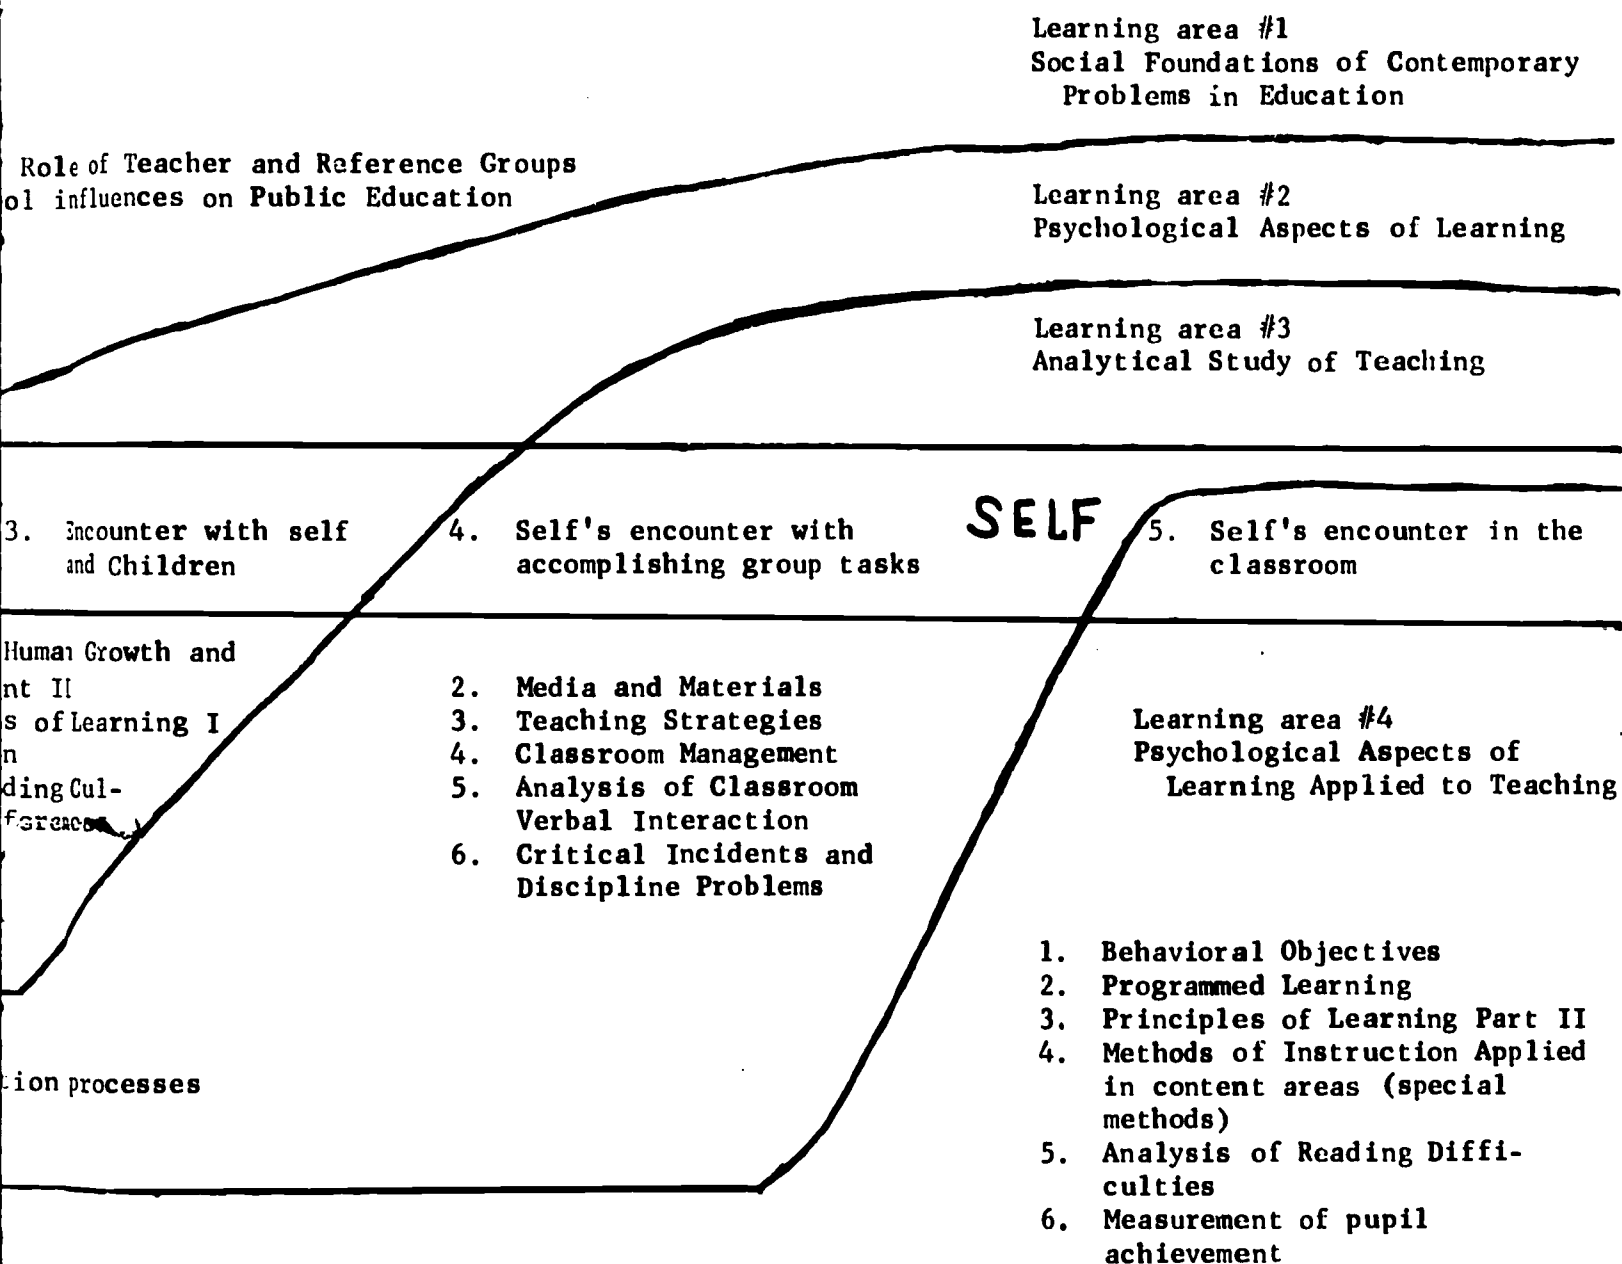 Learning area #1
Social Foundations of Contemporary
Problems in Education
Role of Teacher and Reference Groups
ol influences on Public Education
Learning area #2
Psychological Aspects of Learning
Learning area #3
Analytical Study of Teaching
3. Encounter with self
and Children
4. Self's encounter with
accomplishing group tasks
SELF
5. Self's encounter in the
classroom
Human Growth and
nt II
s of Learning I
n
ding Cul-
2. Media and Materials
3. Teaching Strategies
4. Classroom Management
5. Analysis of Classroom
Verbal Interaction
6. Critical Incidents and
Discipline Problems
tion processes
Learning area #4
Psychological Aspects of
Learning Applied to Teaching
1. Behavioral Objectives
2. Programmed Learning
3. Principles of Learning Part II
4. Methods of Instruction Applied
in content areas (special
methods)
5. Analysis of Reading Diffi-
culties
6. Measurement of pupil
achievement